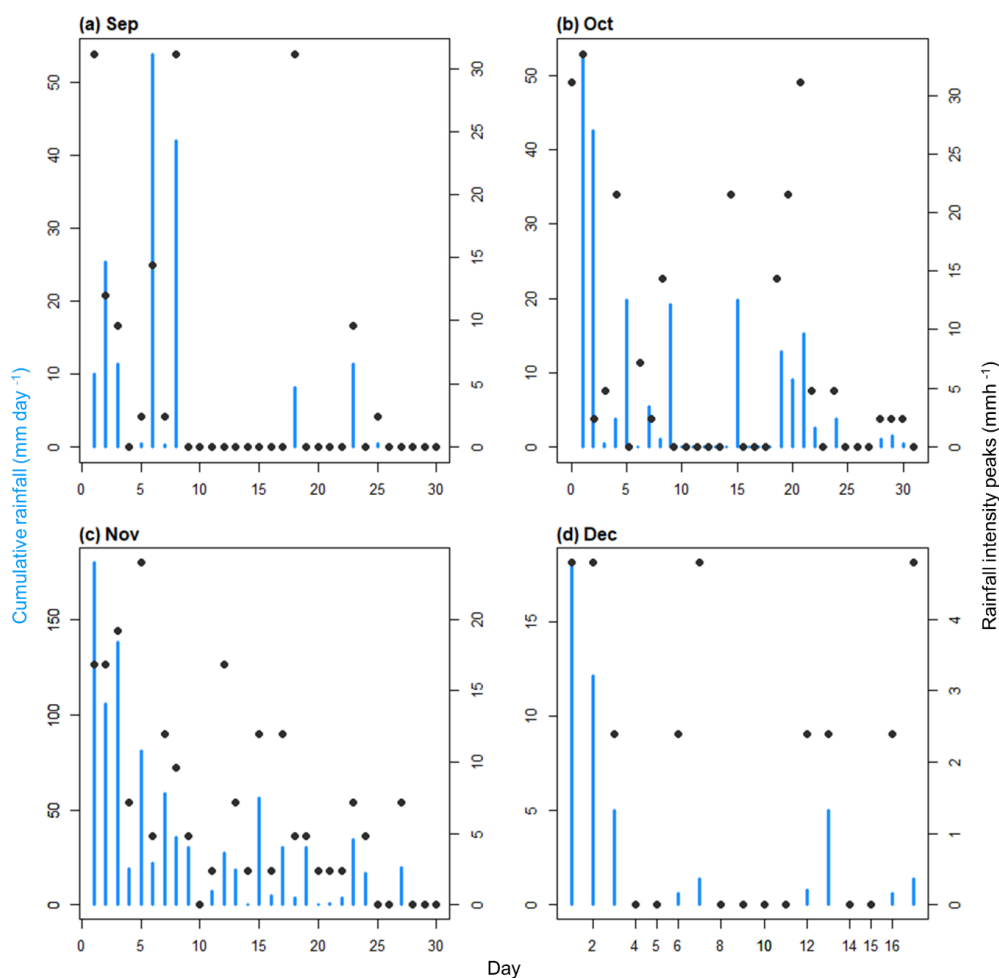 (a) Sep
(b) Oct
0 10 20 30 40 50
0 5 10 15 20 25 30
0 10 20 30 40 50
0 5 10 15 20 25 30
0 5 10 15 20 25 30
0 5 10 15 20 25 30
(c) Nov
(d) Dec
0 50 100 150
0 5 10 15 20
0 5 10 15
0 1 2 3 4
0 5 10 15 20 25 30
2 4 5 6 8 10 12 14 15 16
Cumulative rainfall (mm day -1)
Rainfall intensity peaks (mmh -1)
Day